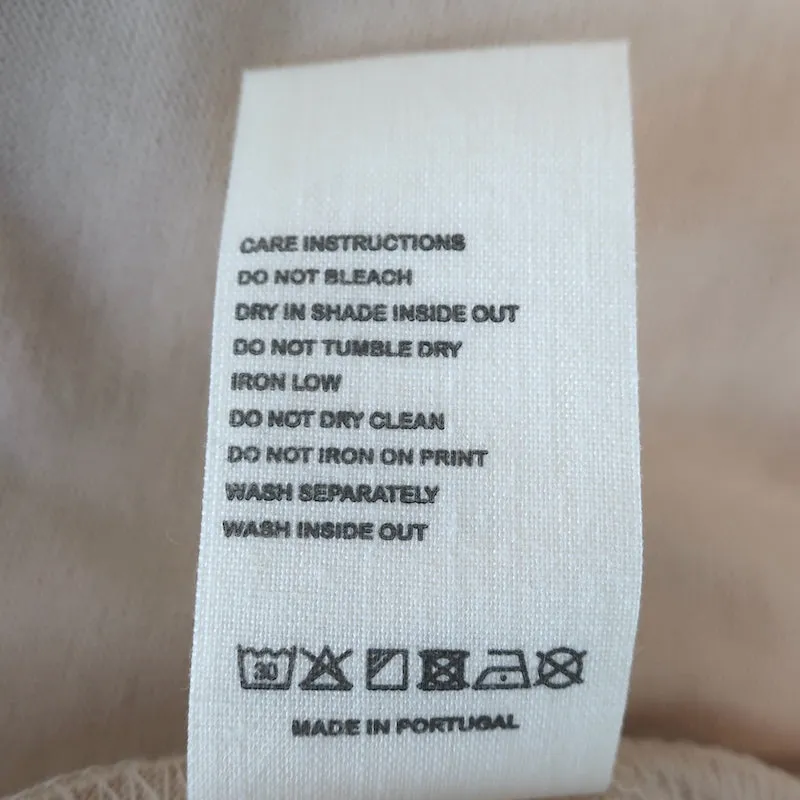 CARE INSTRUCTIONS
DO NOT BLEACH
DRY IN SHADE INSIDE OUT
DO NOT TUMBLE DRY
IRON LOW
DO NOT DRY CLEAN
DO NOT IRON ON PRINT
WASH SEPARATELY
WASH INSIDE OUT
30
MADE IN PORTUGAL